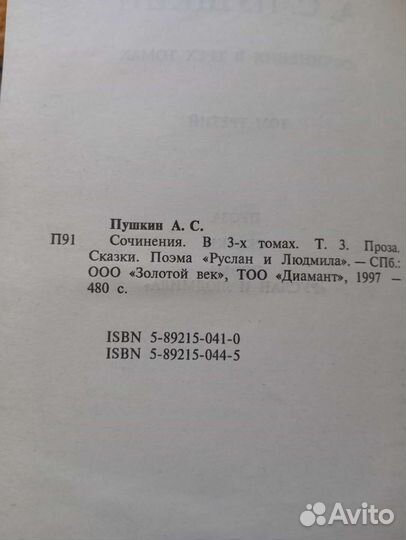 Пушкин А. С.
П91 Сочинения. В 3-х томах. Т. 3. Проза.
Сказки. Поэма «Руслан и Людмила». — СПб.:
ООО «Золотой век», ТОО «Диамант», 1997 —
480 с.
ISBN 5-89215-041-0
ISBN 5-89215-044-5
Avito